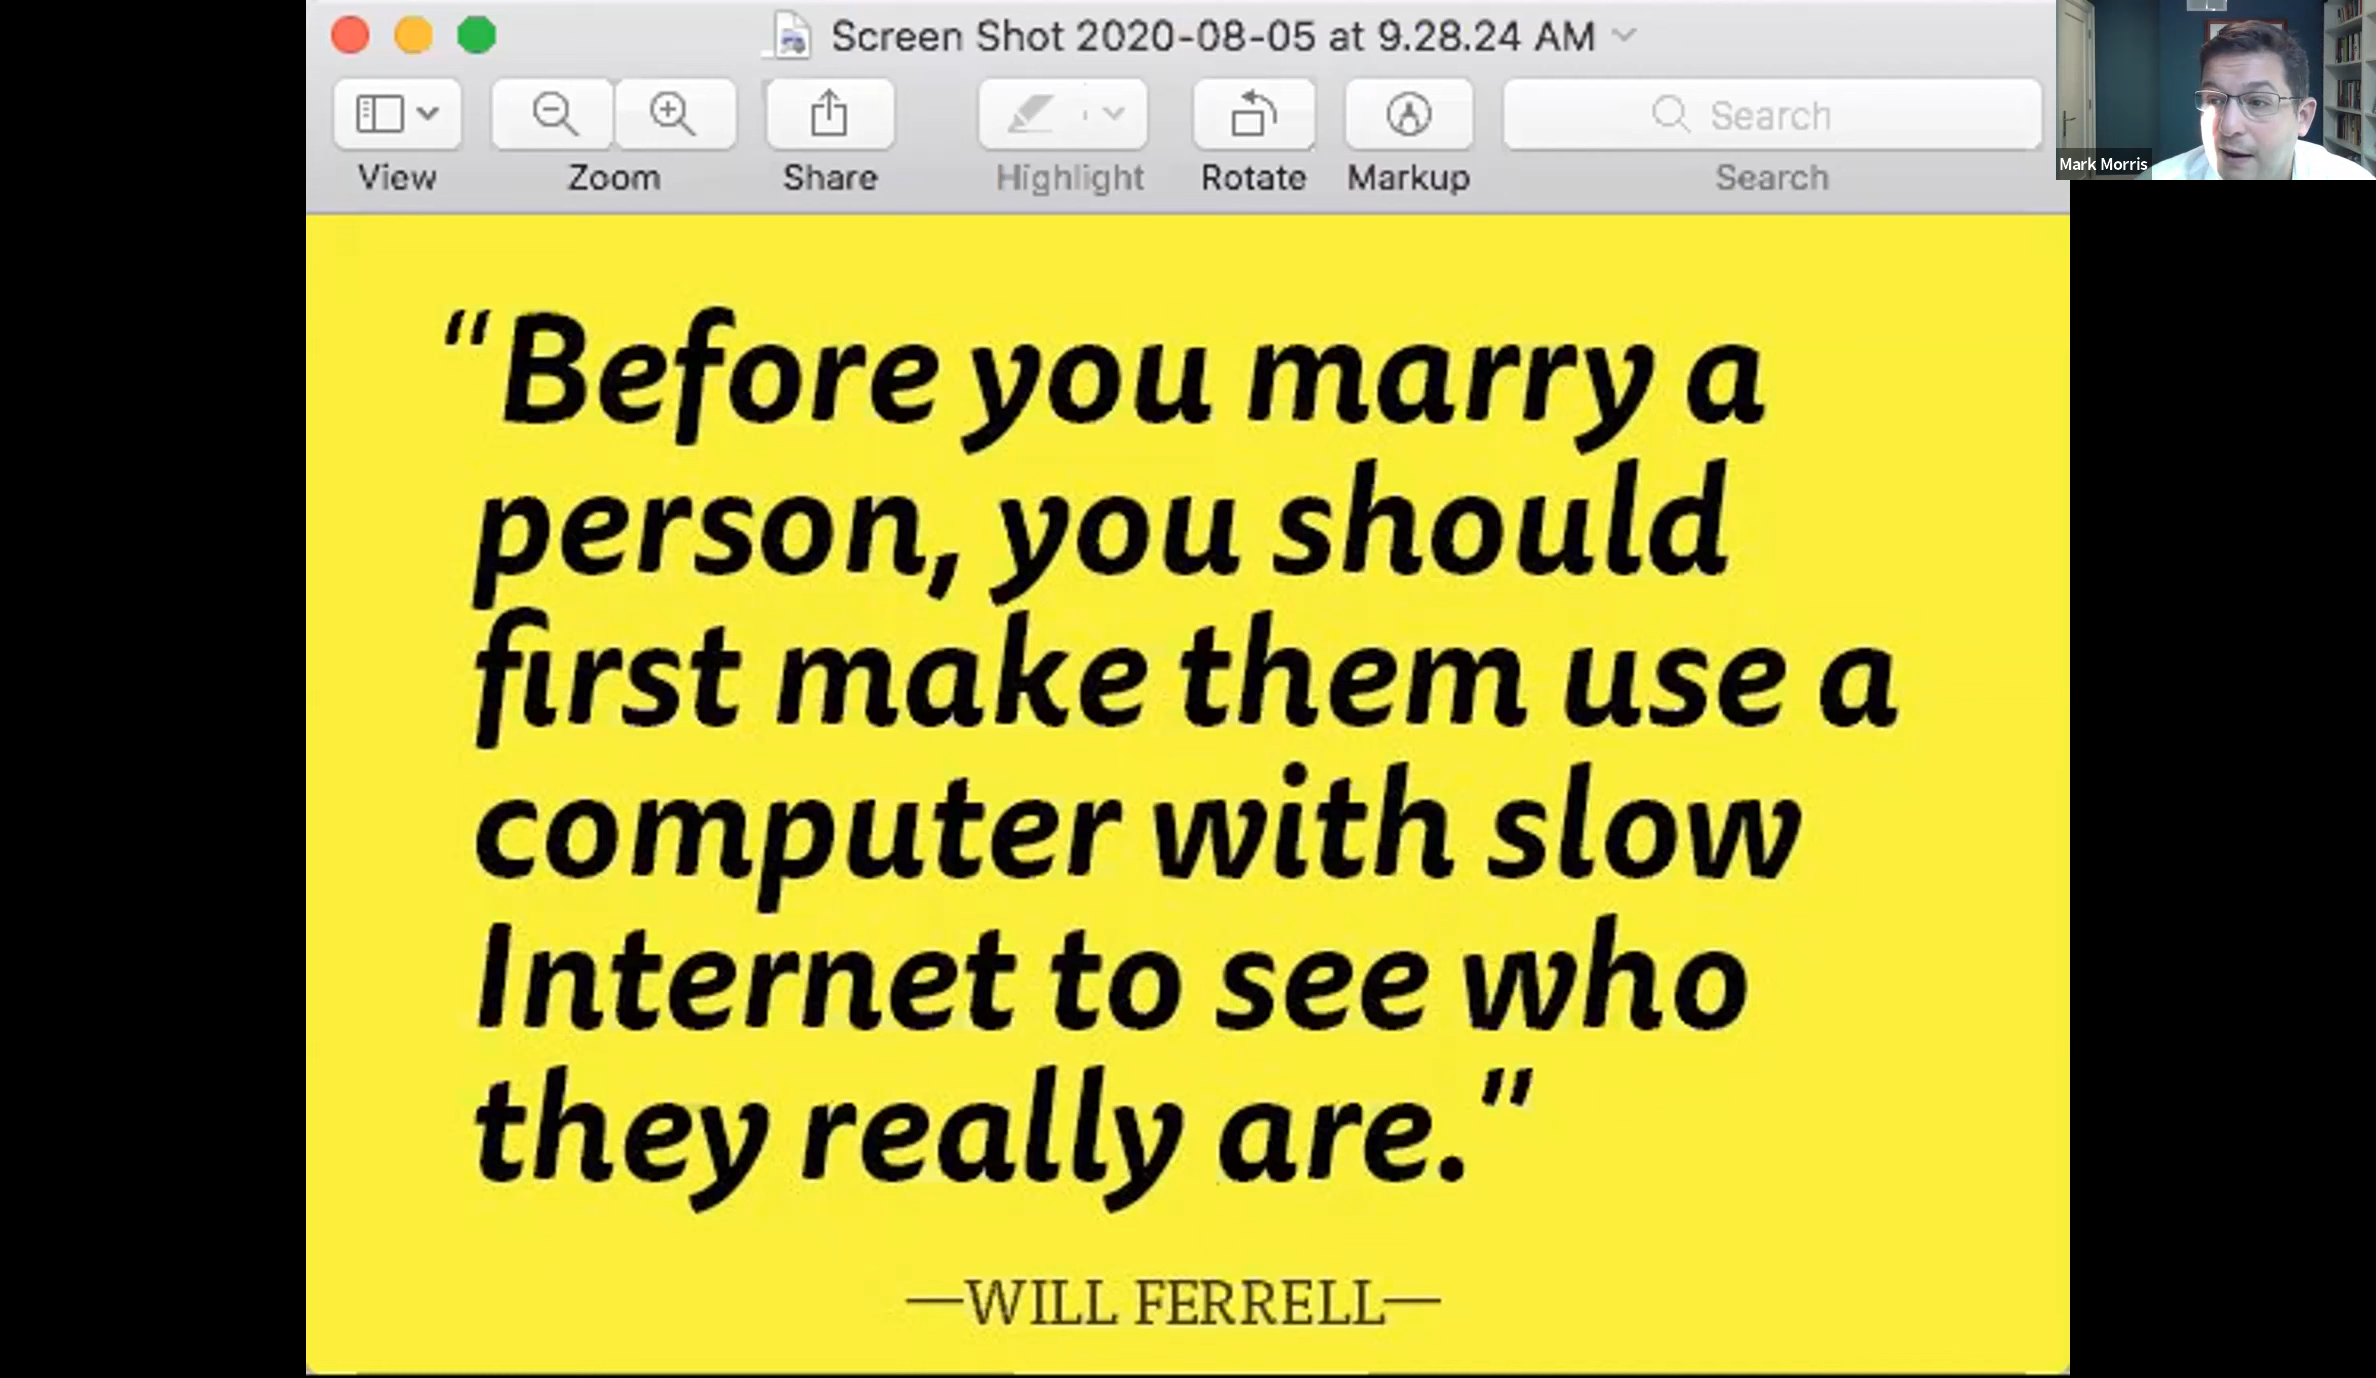 Screen Shot 2020-08-05 at 9.28.24 AM
View Zoom Share Highlight Rotate Markup Search
Search
Mark Morris
“Before you marry a
person, you should
first make them use a
computer with slow
Internet to see who
they really are.”
—WILL FERRELL—